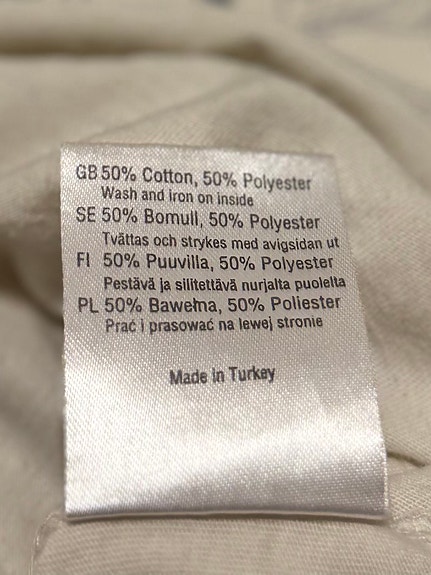 GB 50% Cotton, 50% Polyester
Wash and iron on inside
SE 50% Bomull, 50% Polyester
Tvättas och strykes med avigsidan ut
FI 50% Puuvilla, 50% Polyester
Pestävä ja silitettävä nurjalta puolelta
PL 50% Bawełna, 50% Poliester
Prać i prasować na lewej stronie
Made in Turkey